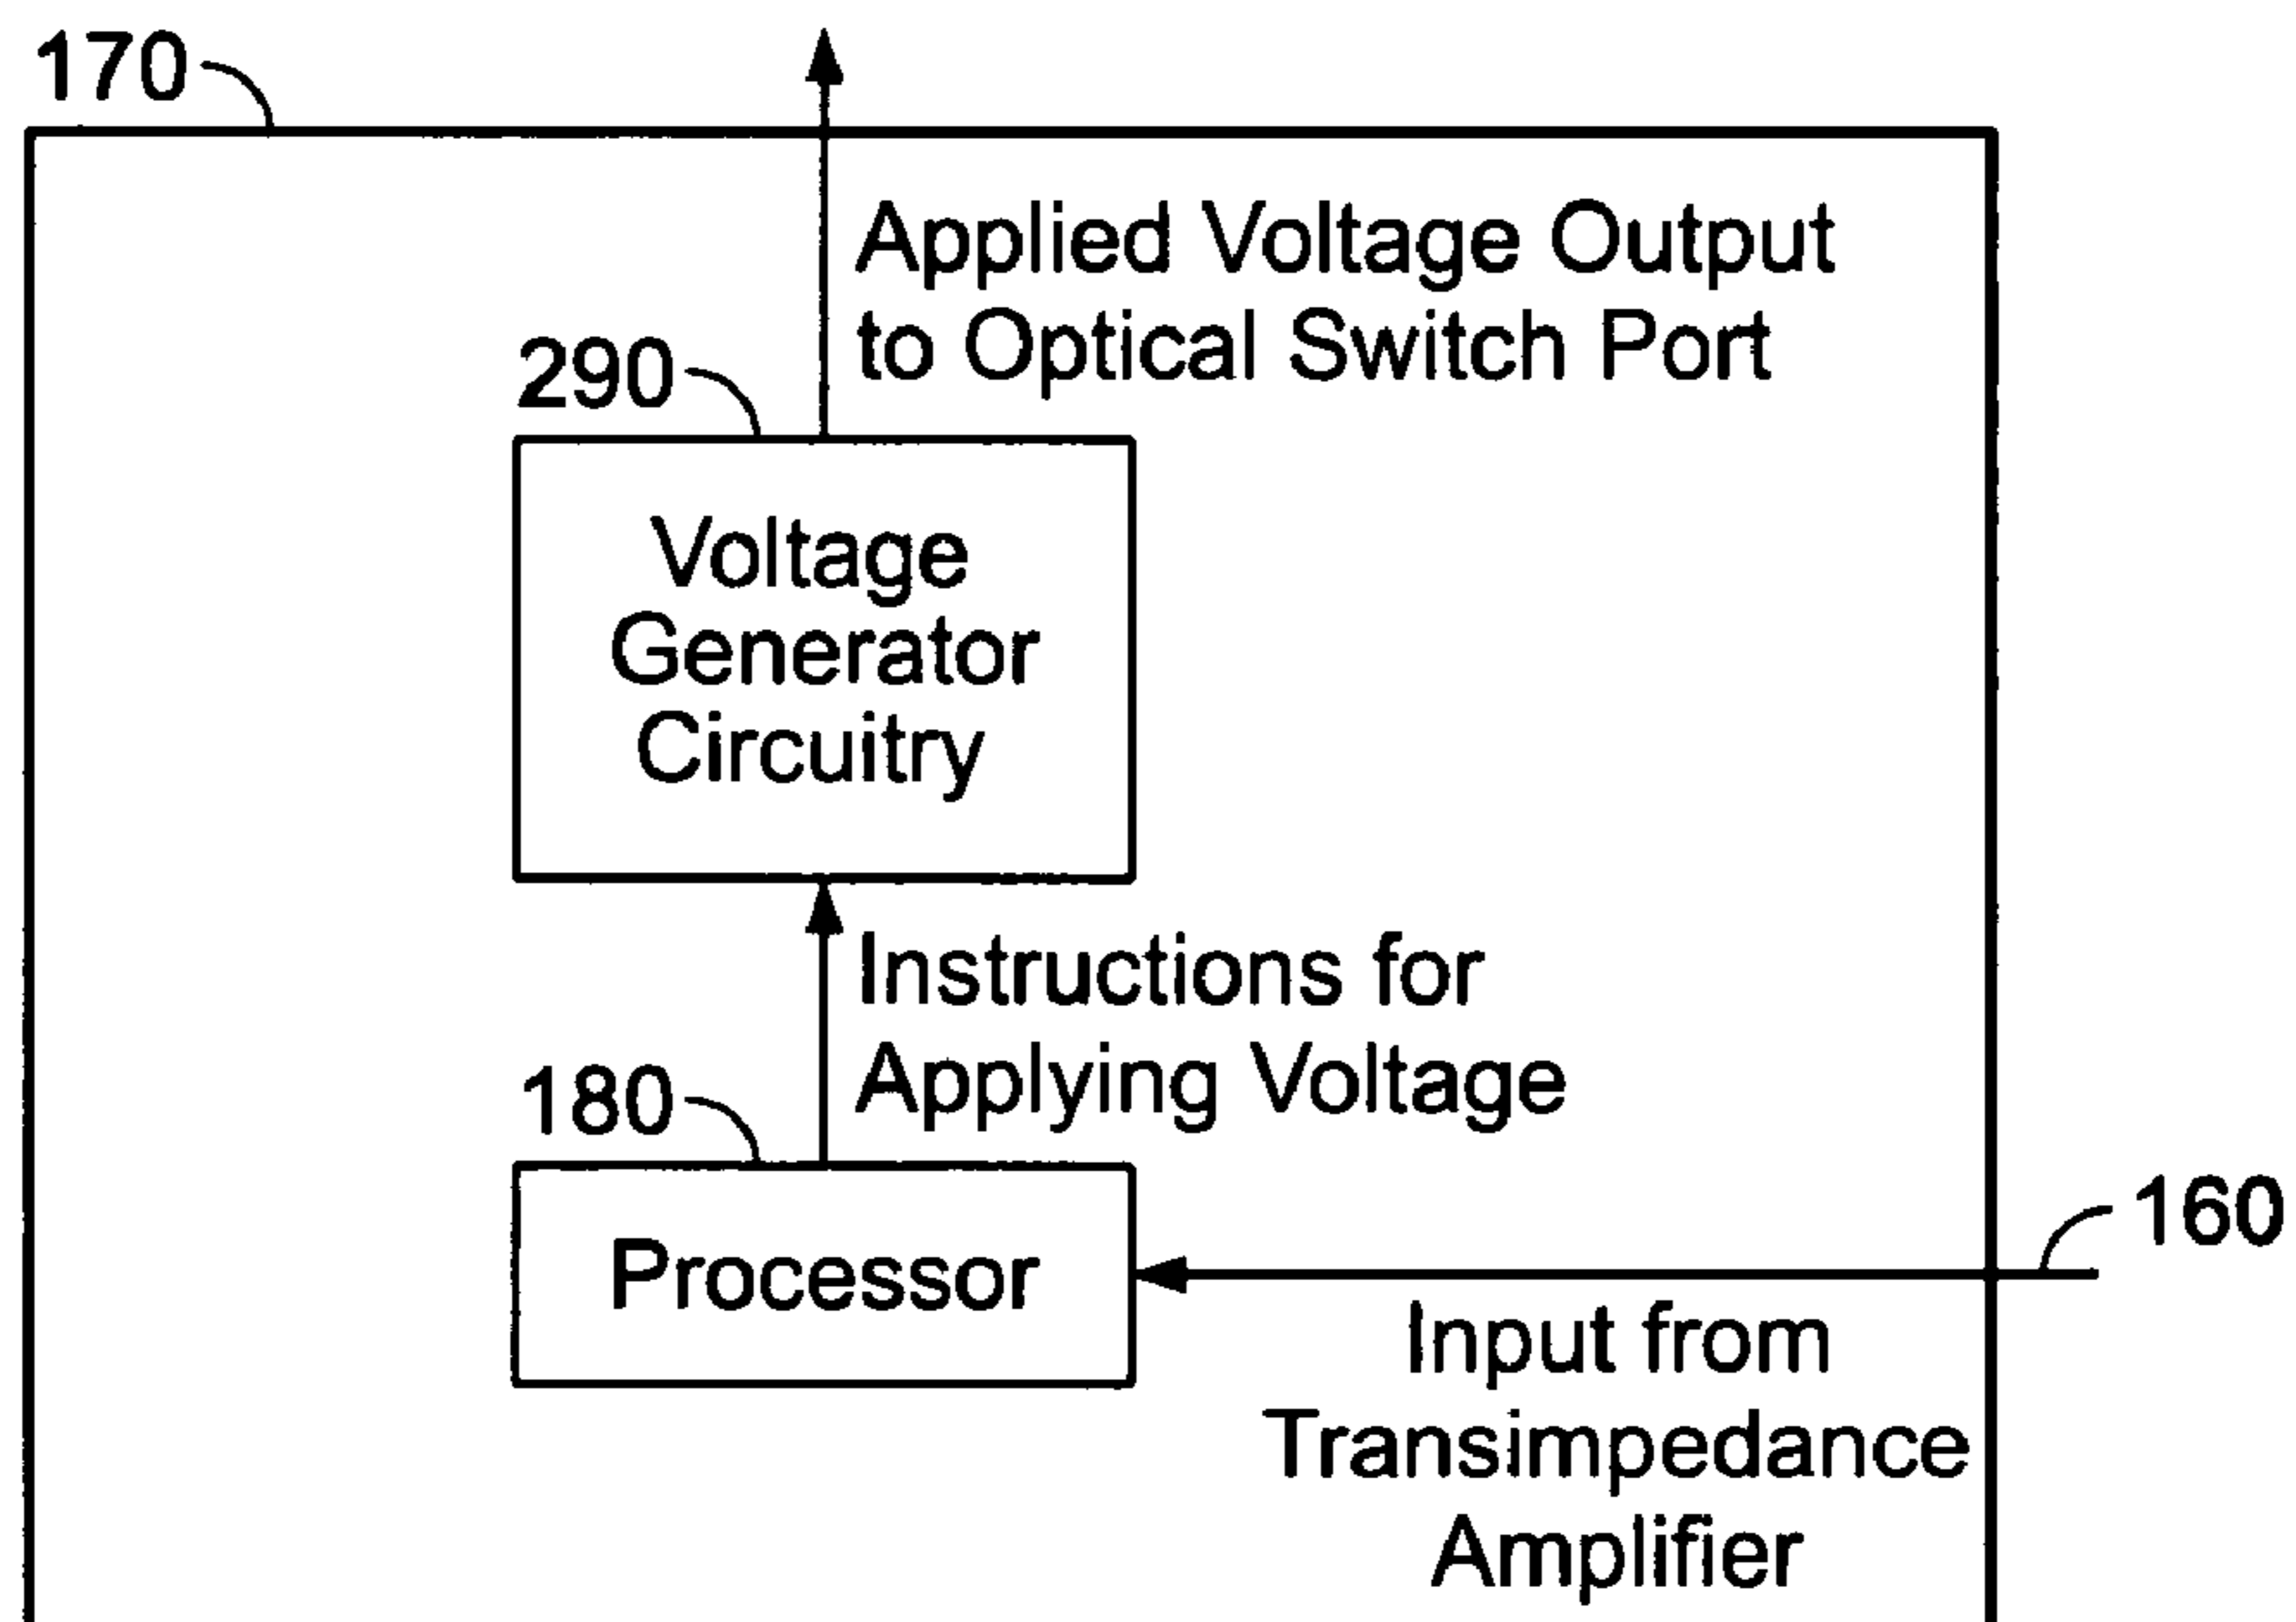 170
Applied Voltage Output
to Optical Switch Port
290
Voltage
Generator
Circuitry
Instructions for
Applying Voltage
180
Processor
160
Input from
Transimpedance
Amplifier